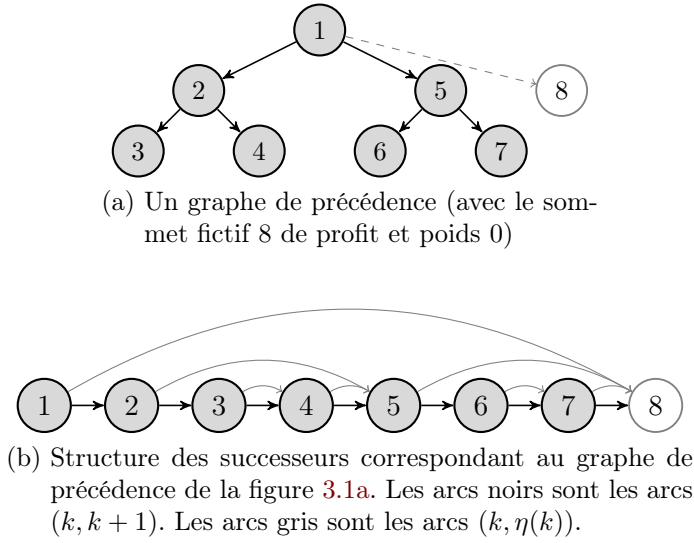 1
2
5
8
3
4
6
7
(a) Un graphe de précédence (avec le som-
met fictif 8 de profit et poids 0)
1 2 3 4 5 6 7 8
(b) Structure des successeurs correspondant au graphe de
précédence de la figure 3.1a. Les arcs noirs sont les arcs
(k, k + 1). Les arcs gris sont les arcs (k, η(k)).